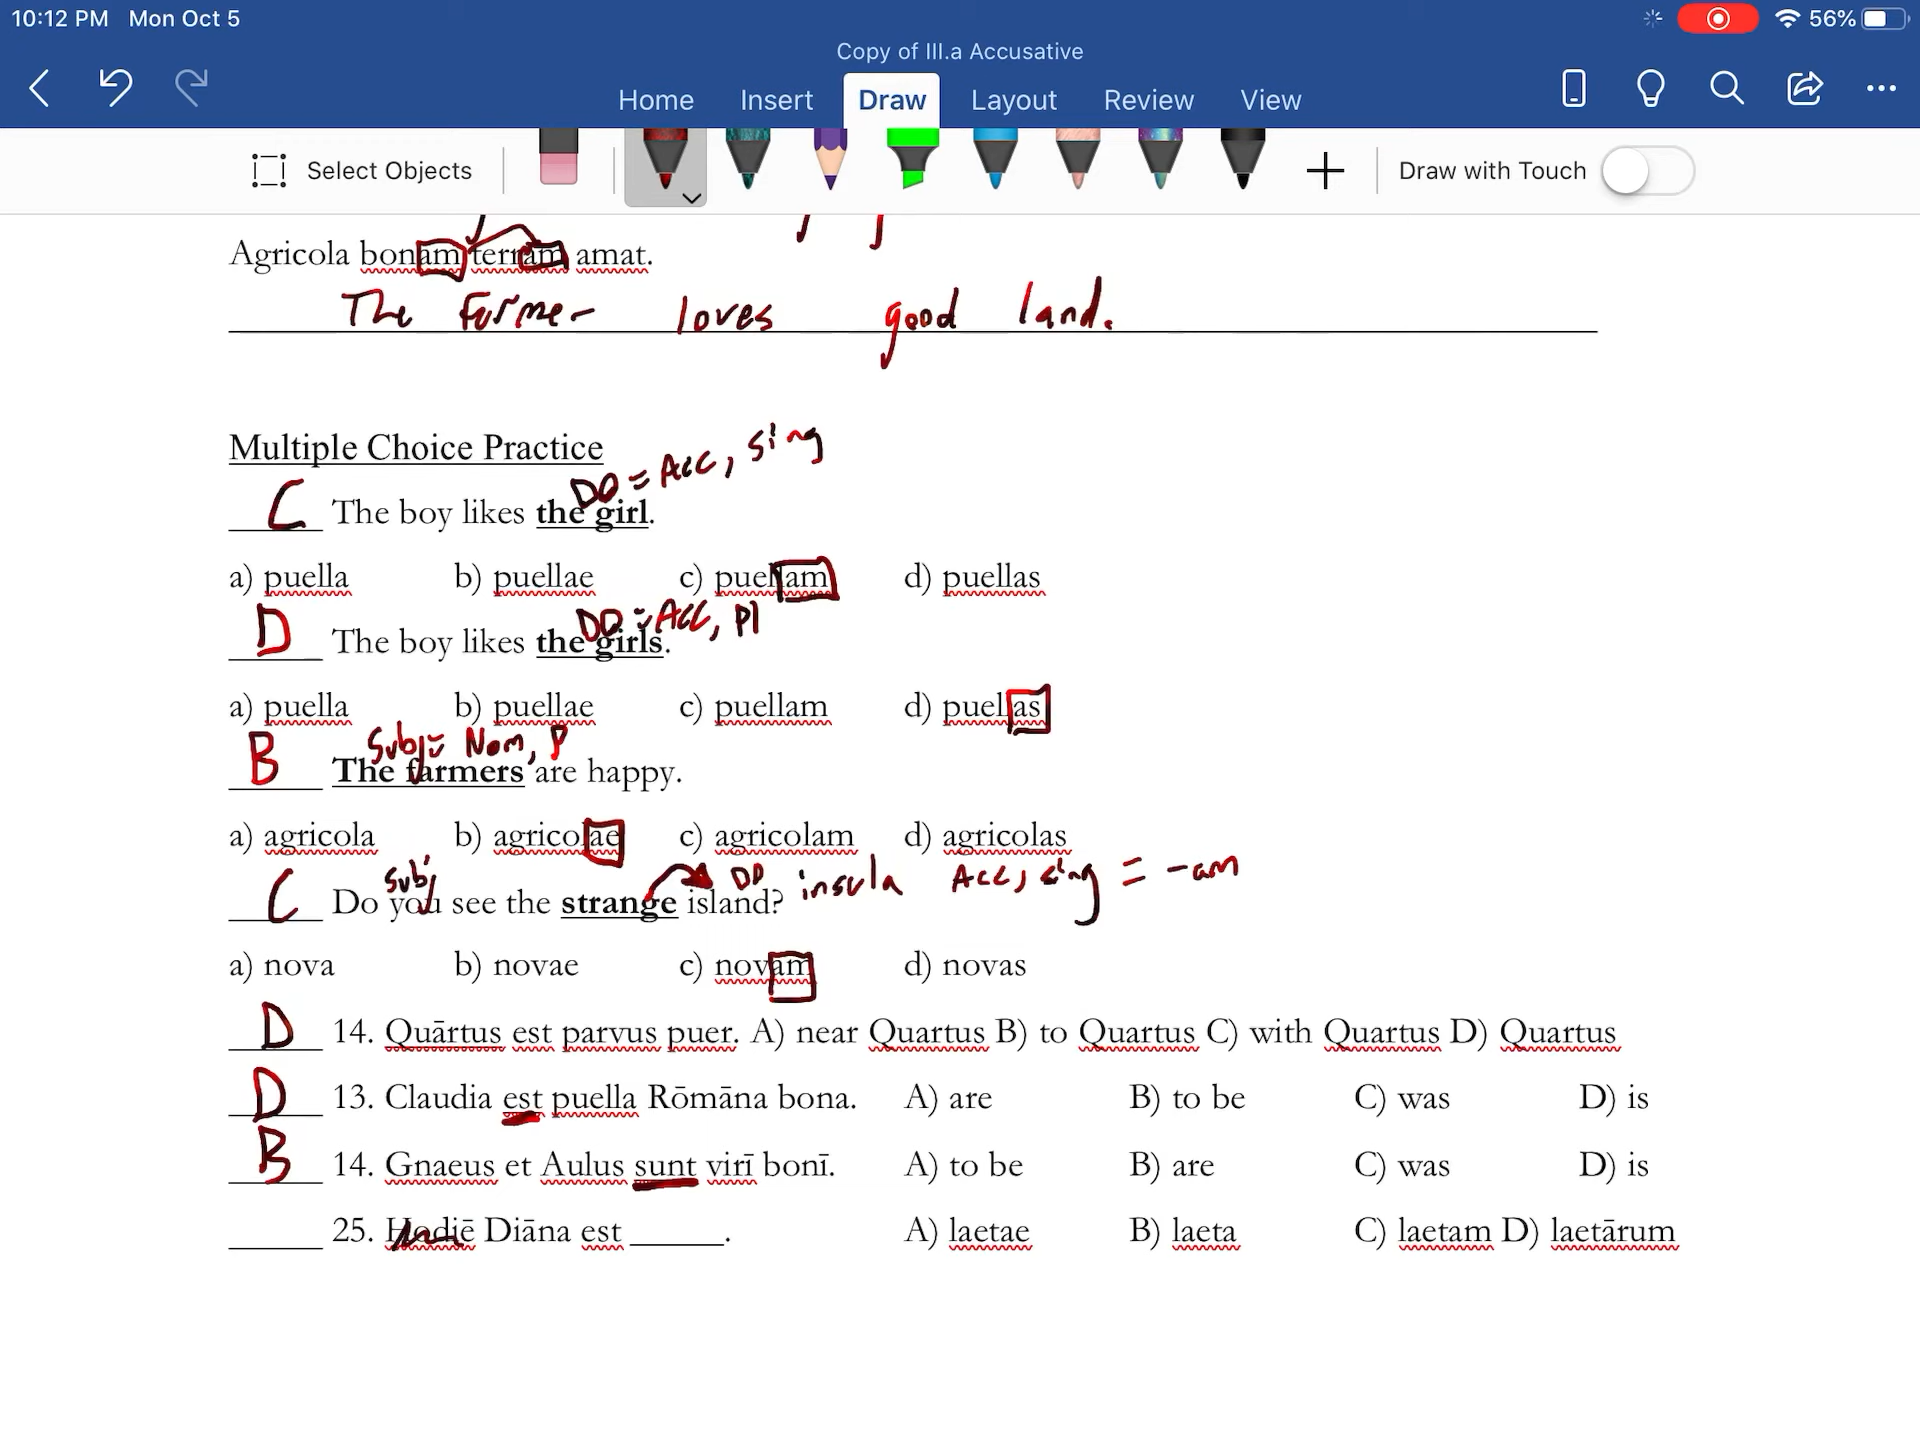 10:12 PM Mon Oct 5 56%
Copy of III.a Accusative
Home Insert Draw Layout Review View
Select Objects Draw with Touch
Agricola bonam terram amat.
The Farmer loves good land.
Multiple Choice Practice
DO = Acc, sing
C The boy likes the girl.
a) puella b) puellae c) puellam d) puellas
DO = Acc, Pl
D The boy likes the girls.
a) puella b) puellae c) puellam d) puellas
Subj = Nom, P
B The farmers are happy.
a) agricola b) agricolae c) agricolam d) agricolas
Subj DO insula Acc, sing = -am
C Do you see the strange island?
a) nova b) novae c) novam d) novas
D 14. Quārtus est parvus puer. A) near Quartus B) to Quartus C) with Quartus D) Quartus
D 13. Claudia est puella Rōmāna bona. A) are B) to be C) was D) is
B 14. Gnaeus et Aulus sunt virī bonī. A) to be B) are C) was D) is
25. Hodiē Diāna est ______. A) laetae B) laeta C) laetam D) laetārum